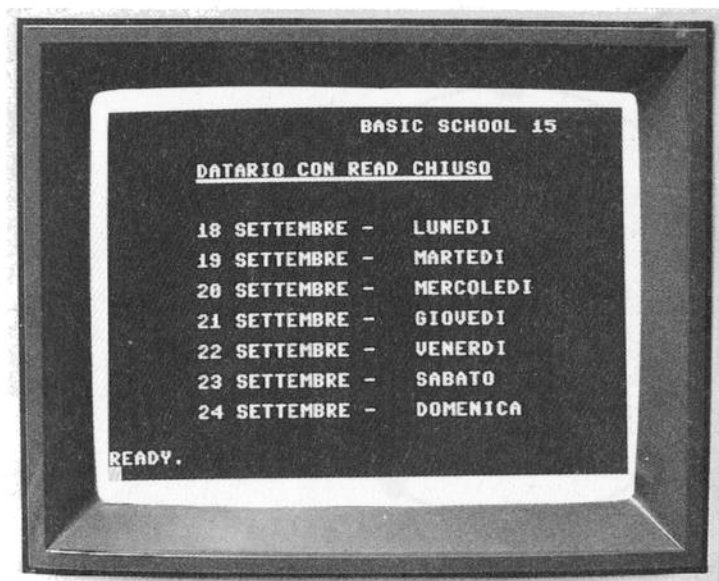 BASIC SCHOOL 15
DATARIO CON READ CHIUSO
18 SETTEMBRE - LUNEDI
19 SETTEMBRE - MARTEDI
20 SETTEMBRE - MERCOLEDI
21 SETTEMBRE - GIOVEDI
22 SETTEMBRE - VENERDI
23 SETTEMBRE - SABATO
24 SETTEMBRE - DOMENICA
READY.